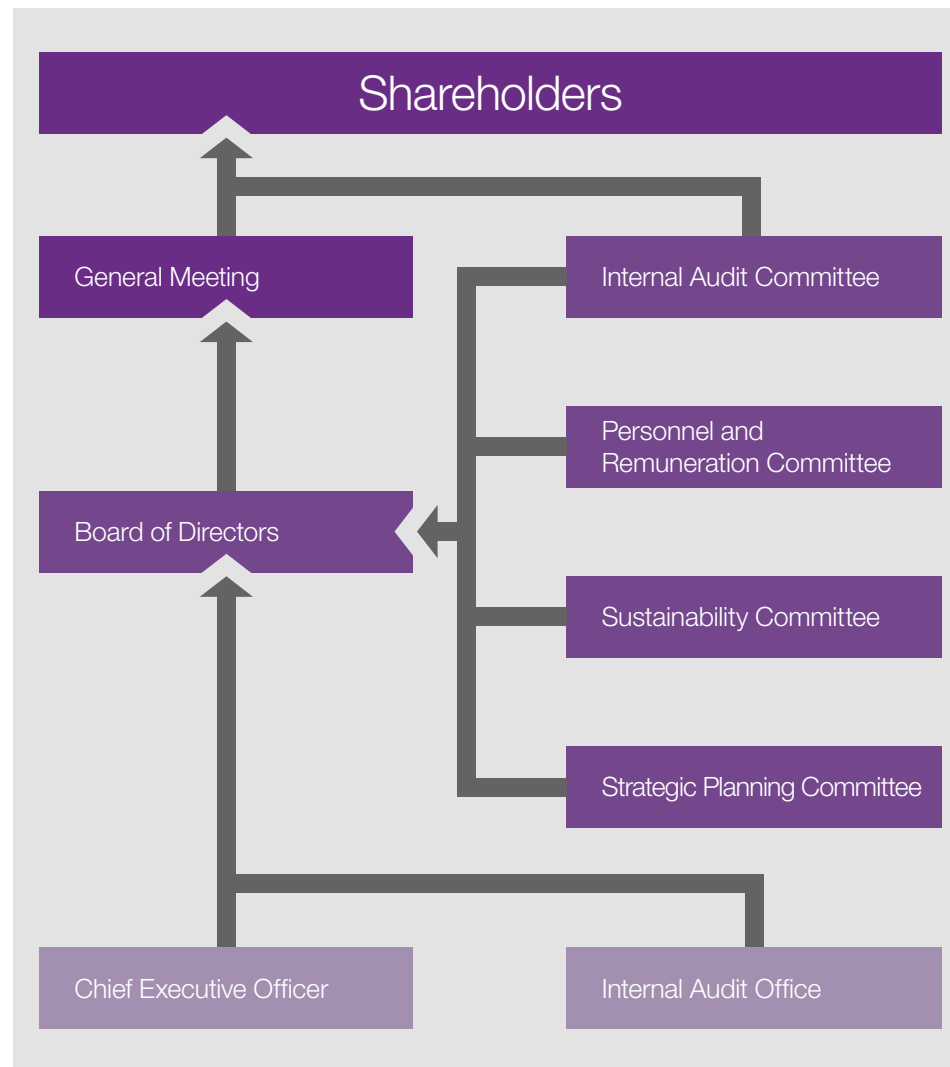 Shareholders
General Meeting
Internal Audit Committee
Personnel and
Remuneration Committee
Board of Directors
Sustainability Committee
Strategic Planning Committee
Chief Executive Officer
Internal Audit Office